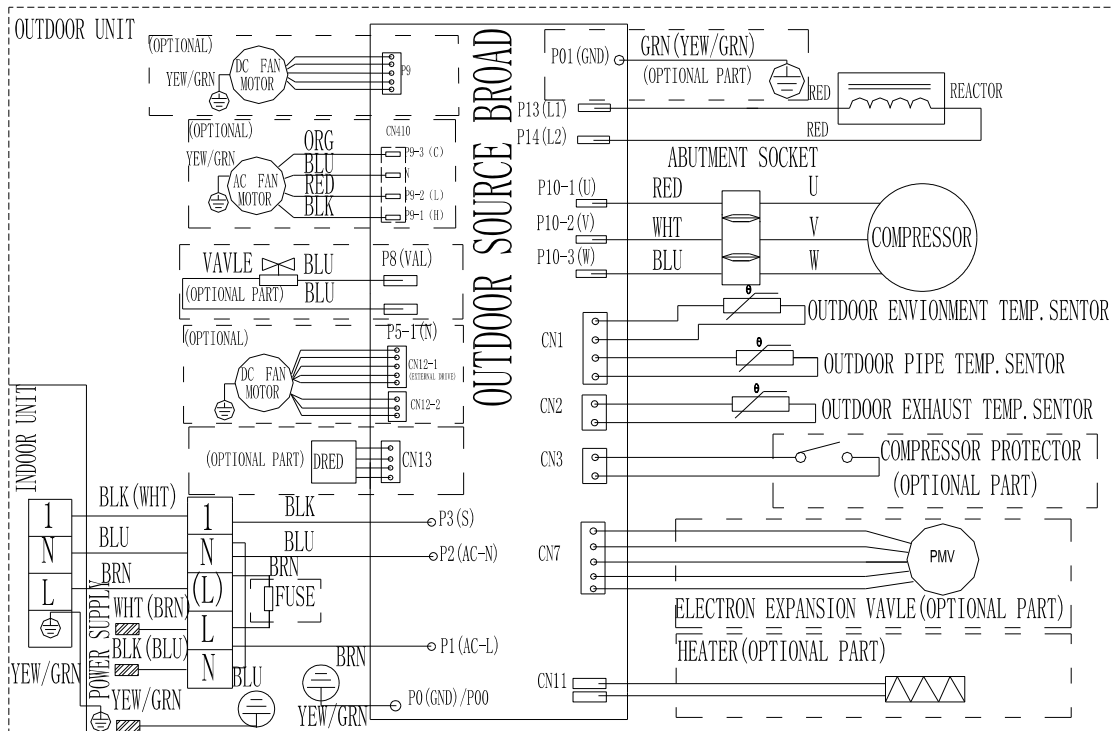 OUTDOOR UNIT
(OPTIONAL)
DC FAN
MOTOR
YEW/GRN
P9
(OPTIONAL)
CN410
YEW/GRN
AC FAN
MOTOR
ORG
BLU
RED
BLK
P9-3 (C)
N
P9-2 (L)
P9-1 (H)
VAVLE
BLU
P8(VAL)
(OPTIONAL PART)
BLU
P5-1(N)
(OPTIONAL)
DC FAN
MOTOR
CN12-1
(EXTERNAL DRIVE)
CN12-2
(OPTIONAL PART)
DRED
CN13
OUTDOOR SOURCE BROAD
P01(GND)
GRN(YEW/GRN)
(OPTIONAL PART)
P13(L1)
RED
REACTOR
P14(L2)
RED
ABUTMENT SOCKET
P10-1(U)
RED
U
P10-2(V)
WHT
V
COMPRESSOR
P10-3(W)
BLU
W
θ
OUTDOOR ENVIONMENT TEMP.SENTOR
CN1
θ
OUTDOOR PIPE TEMP.SENTOR
θ
CN2
OUTDOOR EXHAUST TEMP.SENTOR
CN3
COMPRESSOR PROTECTOR
(OPTIONAL PART)
CN7
PMV
ELECTRON EXPANSION VAVLE(OPTIONAL PART)
HEATER(OPTIONAL PART)
CN11
INDOOR UNIT
1
N
L
BLK(WHT)
BLU
BRN
YEW/GRN
POWER SUPPLY
WHT(BRN)
BLK(BLU)
YEW/GRN
1
N
(L)
L
N
BLK
P3(S)
BLU
P2(AC-N)
BRN
FUSE
P1(AC-L)
BLU
BRN
YEW/GRN
P0(GND)/P00